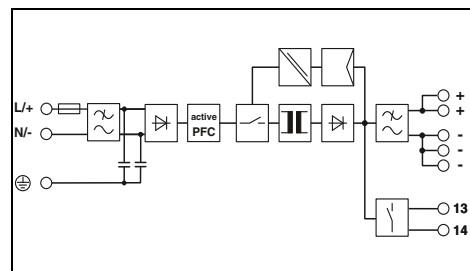 L/+
N/-
active
PFC
+
+
-
-
-
13
14